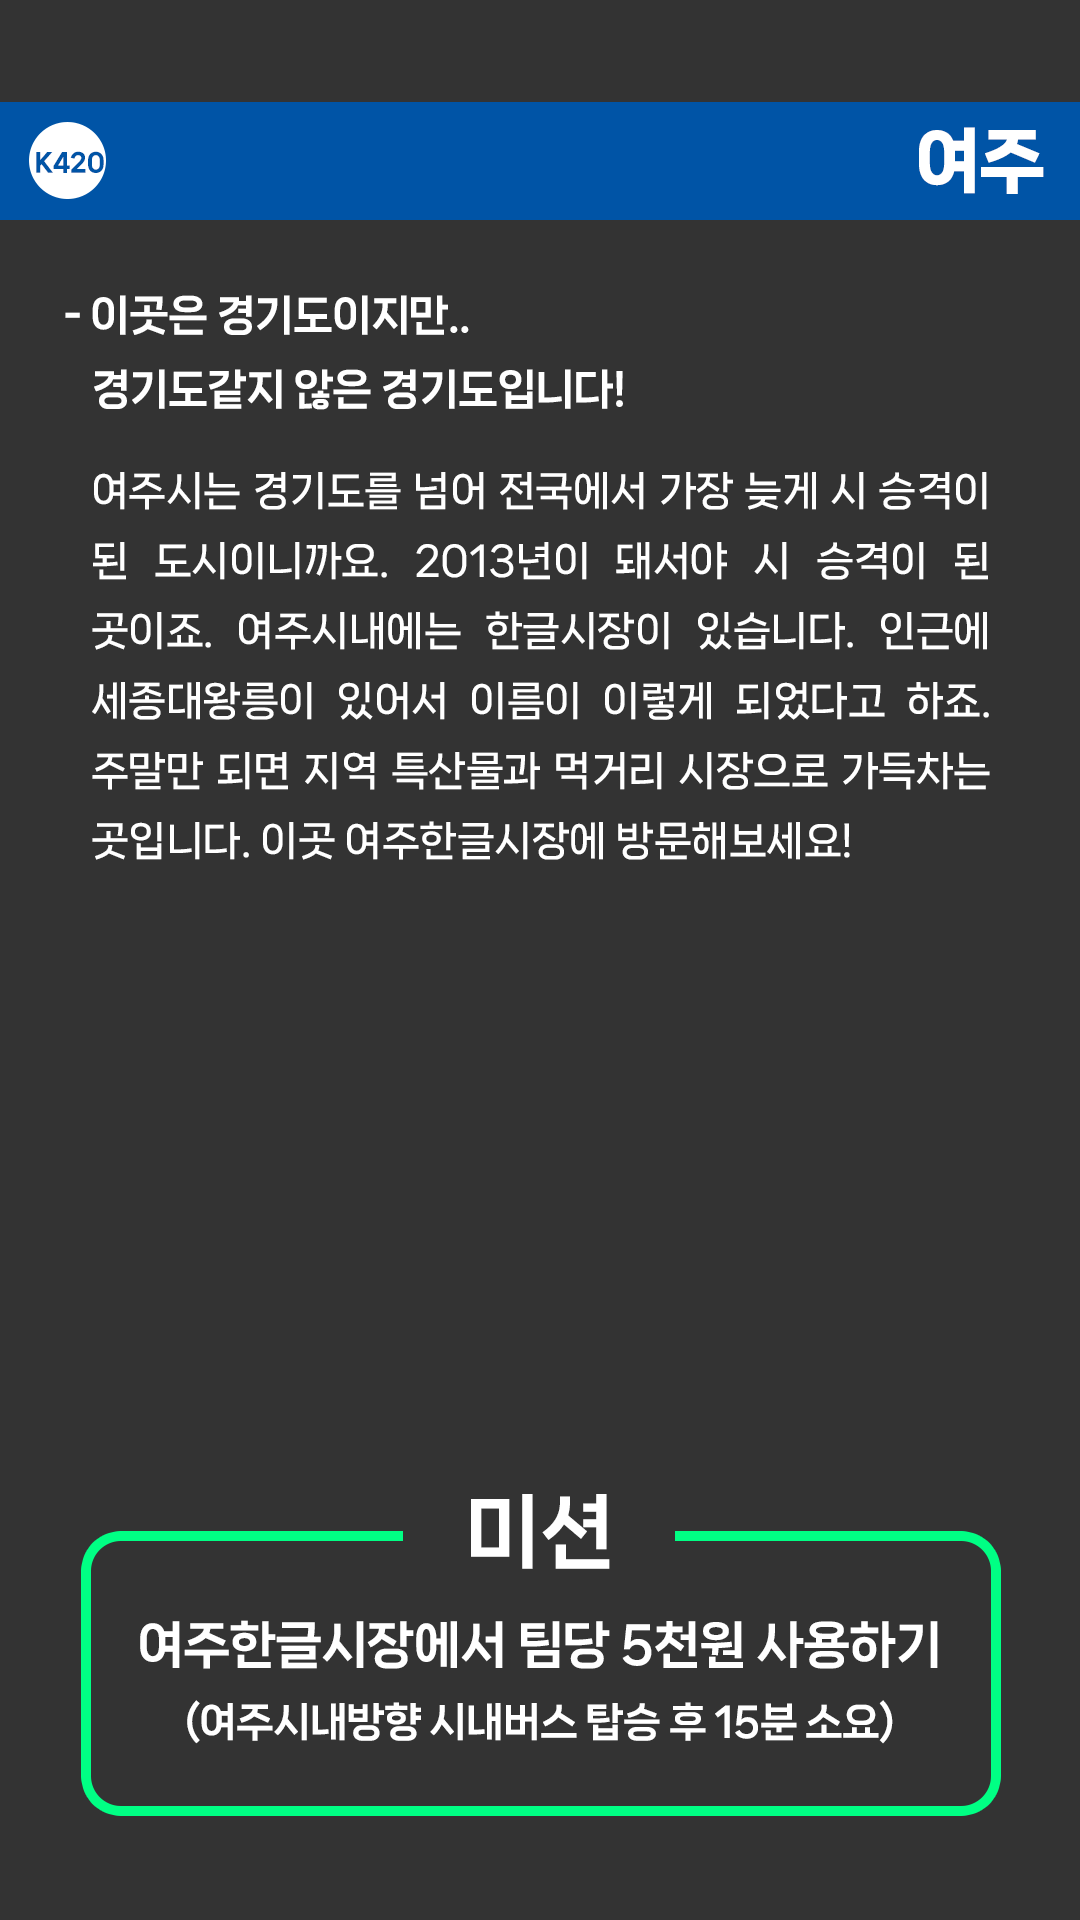 K420
여주
- 이곳은 경기도이지만..
경기도같지 않은 경기도입니다!
여주시는 경기도를 넘어 전국에서 가장 늦게 시 승격이
된 도시이니까요. 2013년이 돼서야 시 승격이 된
곳이죠. 여주시내에는 한글시장이 있습니다. 인근에
세종대왕릉이 있어서 이름이 이렇게 되었다고 하죠.
주말만 되면 지역 특산물과 먹거리 시장으로 가득차는
곳입니다. 이곳 여주한글시장에 방문해보세요!
미션
여주한글시장에서 팀당 5천원 사용하기
(여주시내방향 시내버스 탑승 후 15분 소요)